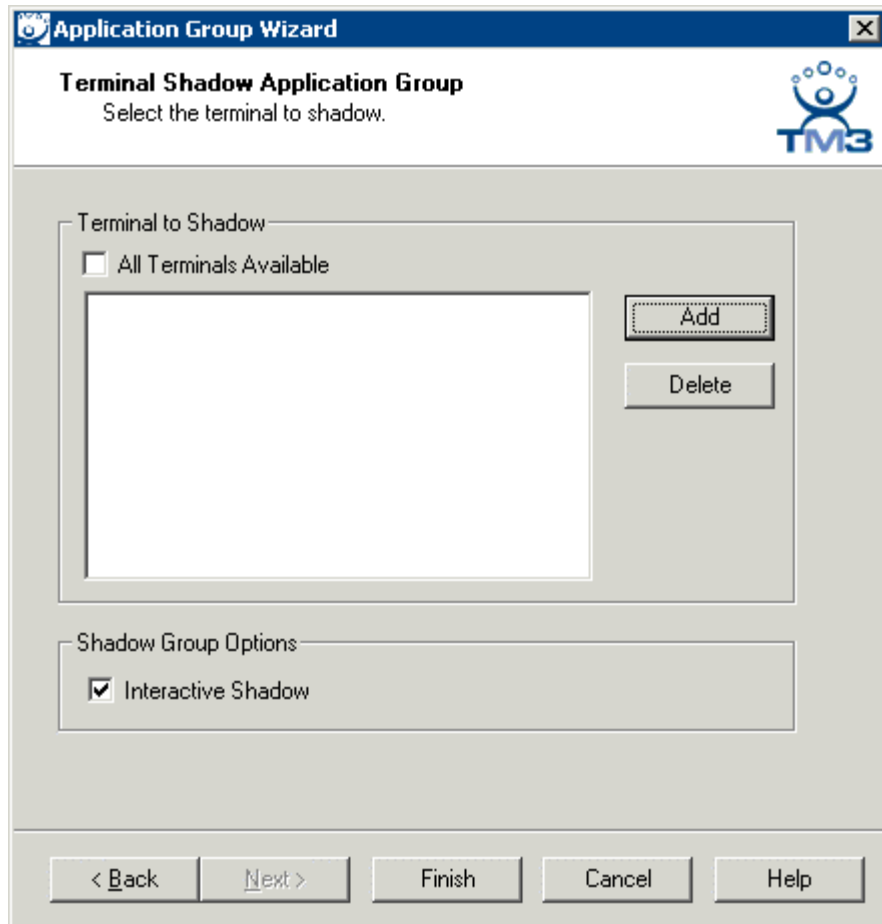 Application Group Wizard
Terminal Shadow Application Group
Select the terminal to shadow.
TM3
Terminal to Shadow
All Terminals Available
Add
Delete
Shadow Group Options
Interactive Shadow
< Back
Next >
Finish
Cancel
Help